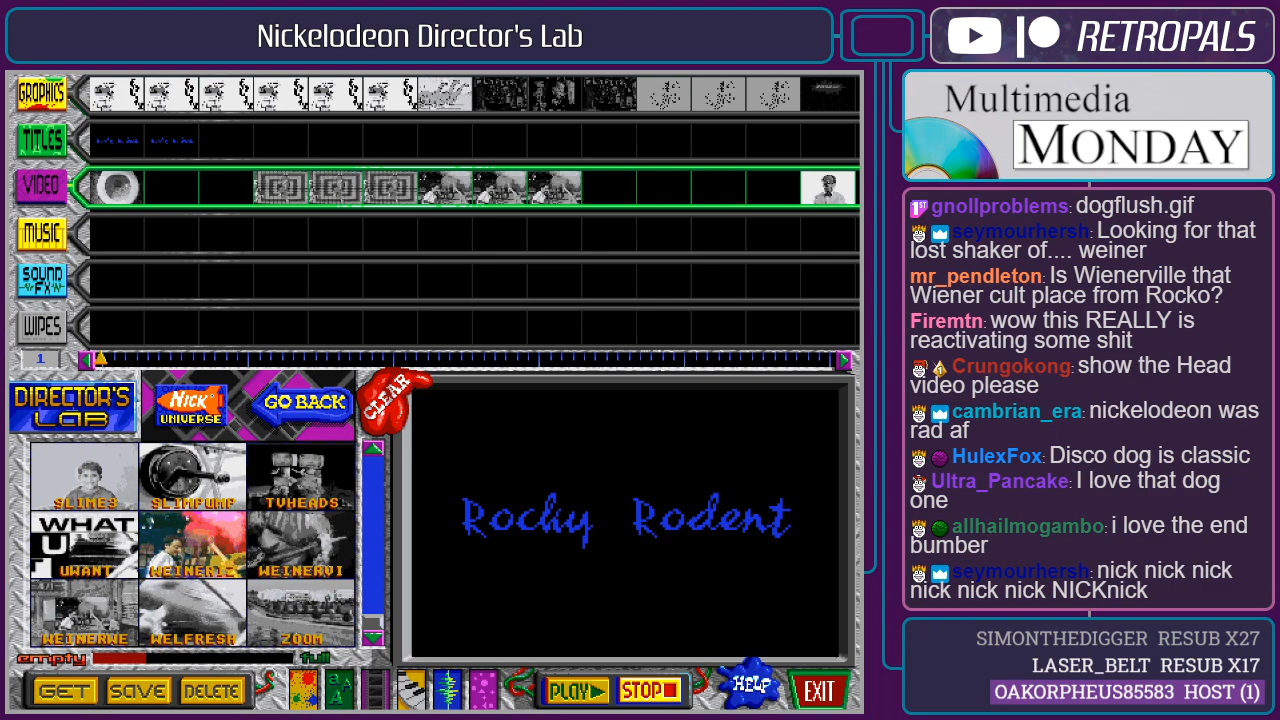 Nickelodeon Director's Lab
RETROPALS
Multimedia
MONDAY
GRAPHICS
TITLES
VIDEO
MUSIC
SOUND
FX
WIPES
1
DIRECTOR'S
LAB
NICK
UNIVERSE
GO BACK
CLEAR
SLIME3
SLIMPUMP
TVHEADS
WHAT
U
UWANT
WEINERIZ
WEINERVI
WEINERWE
WELERESH
ZOOM
empty
full
GET
SAVE
DELETE
PLAY
STOP
HELP
EXIT
Rocky Rodent
1ST gnollproblems: dogflush.gif
seymourhersh: Looking for that
lost shaker of.... weiner
mr_pendleton: Is Wienerville that
Wiener cult place from Rocko?
Firemtn: wow this REALLY is
reactivating some shit
Crungokong: show the Head
video please
cambrian_era: nickelodeon was
rad af
HulexFox: Disco dog is classic
Ultra_Pancake: I love that dog
one
allhailmogambo: i love the end
bumber
seymourhersh: nick nick nick
nick nick nick NICKnick
SIMONTHEDIGGER RESUB X27
LASER_BELT RESUB X17
OAKORPHEUS85583 HOST (1)